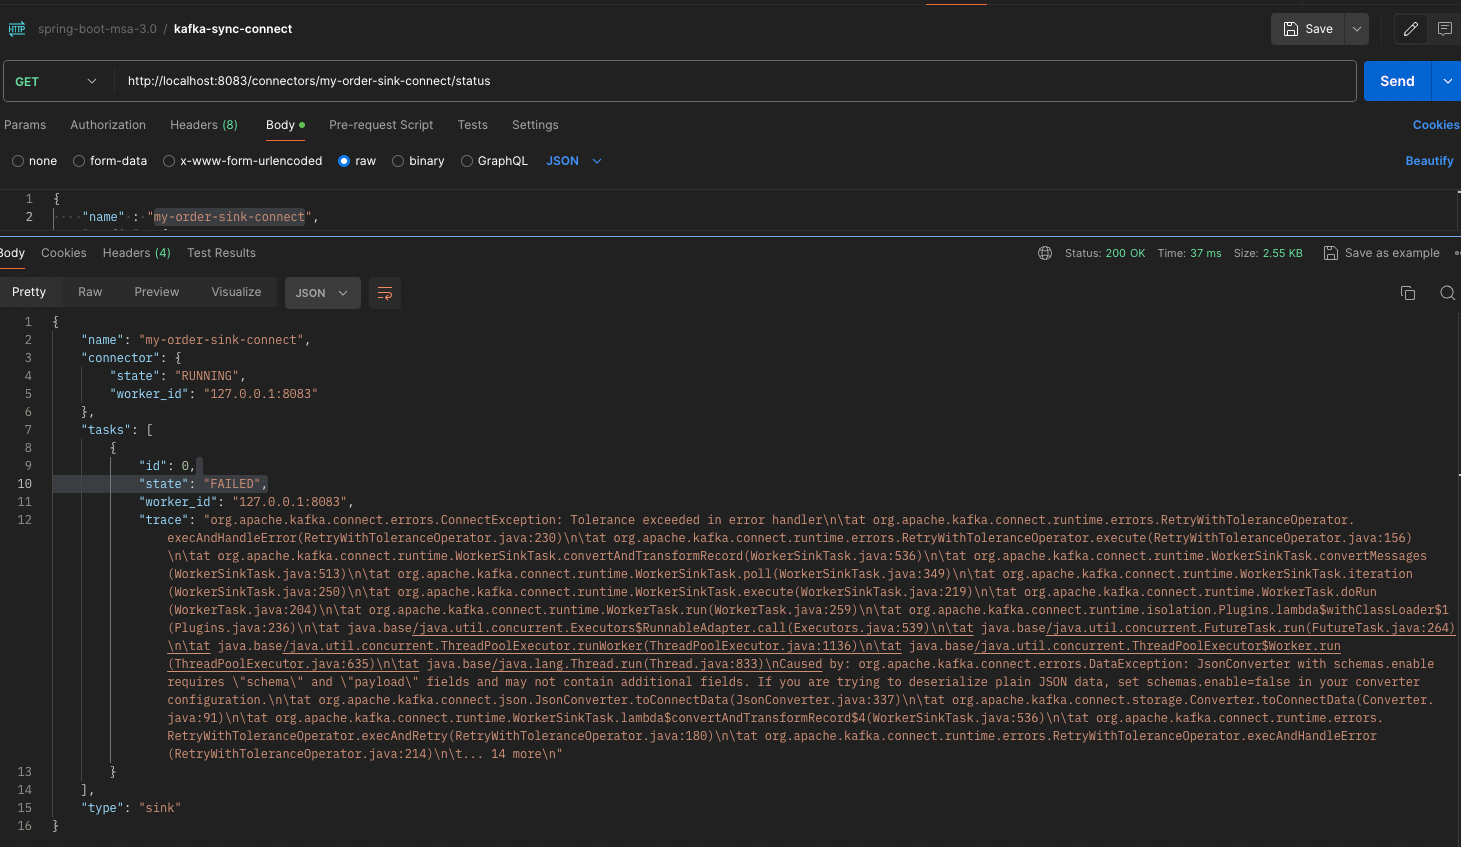 HTTP spring-boot-msa-3.0 / kafka-sync-connect
Save
GET http://localhost:8083/connectors/my-order-sink-connect/status
Send
Params Authorization Headers (8) Body Pre-request Script Tests Settings Cookies
none form-data x-www-form-urlencoded raw binary GraphQL JSON Beautify
1 {
2 ····"name"·:·"my-order-sink-connect",
Body Cookies Headers (4) Test Results Status: 200 OK Time: 37 ms Size: 2.55 KB Save as example
Pretty Raw Preview Visualize JSON
1 {
2 "name": "my-order-sink-connect",
3 "connector": {
4 "state": "RUNNING",
5 "worker_id": "127.0.0.1:8083"
6 },
7 "tasks": [
8 {
9 "id": 0,
10 "state": "FAILED",
11 "worker_id": "127.0.0.1:8083",
12 "trace": "org.apache.kafka.connect.errors.ConnectException: Tolerance exceeded in error handler\n\tat org.apache.kafka.connect.runtime.errors.RetryWithToleranceOperator.
execAndHandleError(RetryWithToleranceOperator.java:230)\n\tat org.apache.kafka.connect.runtime.errors.RetryWithToleranceOperator.execute(RetryWithToleranceOperator.java:156)
\n\tat org.apache.kafka.connect.runtime.WorkerSinkTask.convertAndTransformRecord(WorkerSinkTask.java:536)\n\tat org.apache.kafka.connect.runtime.WorkerSinkTask.convertMessages
(WorkerSinkTask.java:513)\n\tat org.apache.kafka.connect.runtime.WorkerSinkTask.poll(WorkerSinkTask.java:349)\n\tat org.apache.kafka.connect.runtime.WorkerSinkTask.iteration
(WorkerSinkTask.java:250)\n\tat org.apache.kafka.connect.runtime.WorkerSinkTask.execute(WorkerSinkTask.java:219)\n\tat org.apache.kafka.connect.runtime.WorkerTask.doRun
(WorkerTask.java:204)\n\tat org.apache.kafka.connect.runtime.WorkerTask.run(WorkerTask.java:259)\n\tat org.apache.kafka.connect.runtime.isolation.Plugins.lambda$withClassLoader$1
(Plugins.java:236)\n\tat java.base/java.util.concurrent.Executors$RunnableAdapter.call(Executors.java:539)\n\tat java.base/java.util.concurrent.FutureTask.run(FutureTask.java:264)
\n\tat java.base/java.util.concurrent.ThreadPoolExecutor.runWorker(ThreadPoolExecutor.java:1136)\n\tat java.base/java.util.concurrent.ThreadPoolExecutor$Worker.run
(ThreadPoolExecutor.java:635)\n\tat java.base/java.lang.Thread.run(Thread.java:833)\nCaused by: org.apache.kafka.connect.errors.DataException: JsonConverter with schemas.enable
requires \"schema\" and \"payload\" fields and may not contain additional fields. If you are trying to deserialize plain JSON data, set schemas.enable=false in your converter
configuration.\n\tat org.apache.kafka.connect.json.JsonConverter.toConnectData(JsonConverter.java:337)\n\tat org.apache.kafka.connect.storage.Converter.toConnectData(Converter.
java:91)\n\tat org.apache.kafka.connect.runtime.WorkerSinkTask.lambda$convertAndTransformRecord$4(WorkerSinkTask.java:536)\n\tat org.apache.kafka.connect.runtime.errors.
RetryWithToleranceOperator.execAndRetry(RetryWithToleranceOperator.java:180)\n\tat org.apache.kafka.connect.runtime.errors.RetryWithToleranceOperator.execAndHandleError
(RetryWithToleranceOperator.java:214)\n\t... 14 more\n"
13 }
14 ],
15 "type": "sink"
16 }